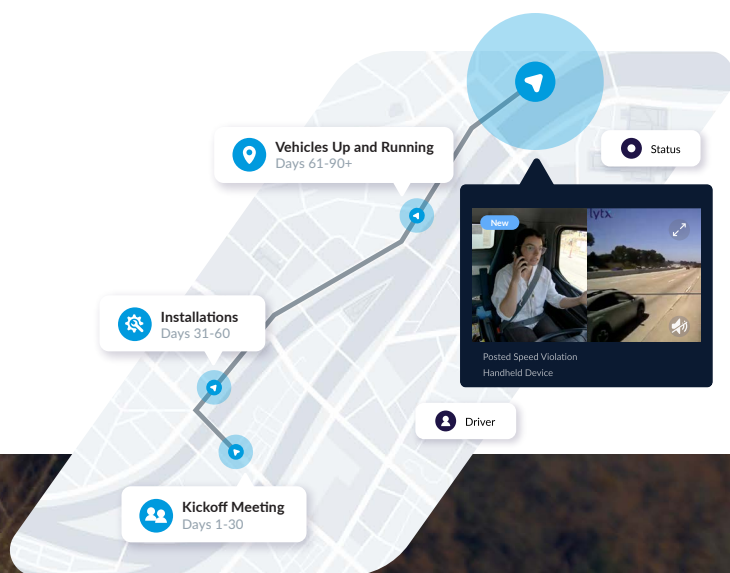 Vehicles Up and Running
Days 61-90+
Status
New
lytx
Posted Speed Violation
Handheld Device
Installations
Days 31-60
Driver
Kickoff Meeting
Days 1-30